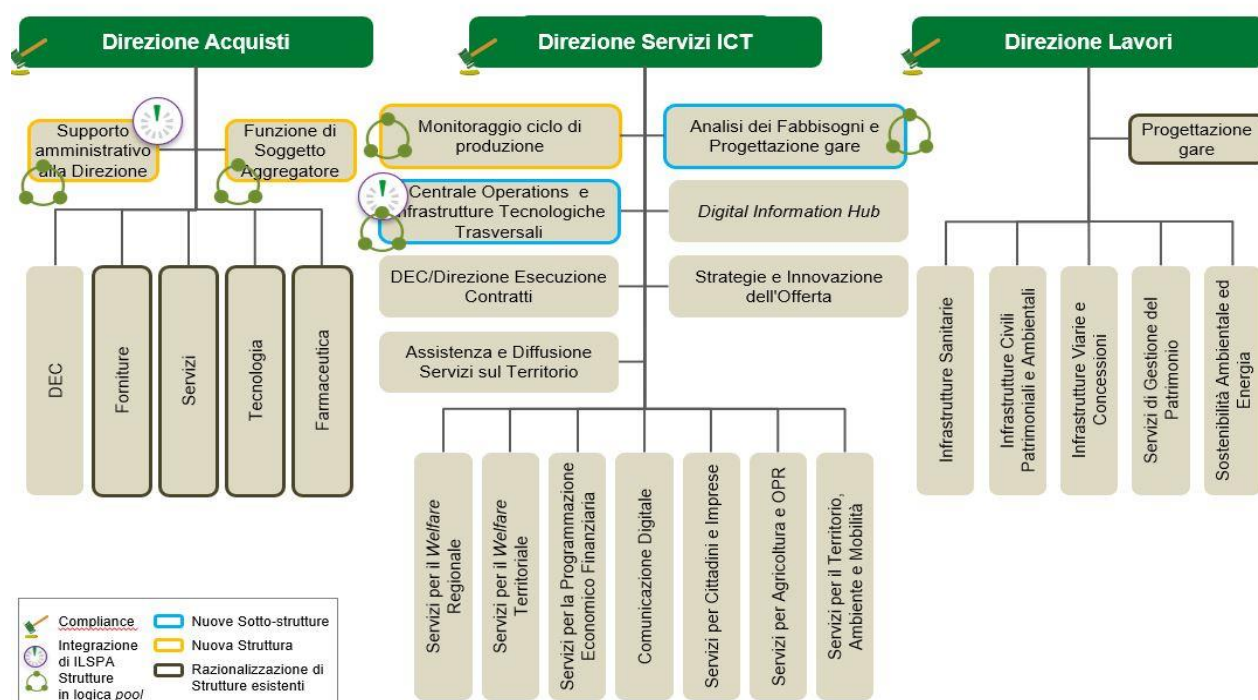 Direzione Acquisti
Supporto
amministrativo
alla Direzione
Funzione di
Soggetto
Aggregatore
DEC
Forniture
Servizi
Tecnologia
Farmaceutica
Direzione Servizi ICT
Monitoraggio ciclo di
produzione
Analisi dei Fabbisogni e
Progettazione gare
Centrale Operations e
Infrastrutture Tecnologiche
Trasversali
Digital Information Hub
DEC/Direzione Esecuzione
Contratti
Strategie e Innovazione
dell'Offerta
Assistenza e Diffusione
Servizi sul Territorio
Servizi per il Welfare
Regionale
Servizi per il Welfare
Territoriale
Servizi per la Programmazione
Economico Finanziaria
Comunicazione Digitale
Servizi per Cittadini e Imprese
Servizi per Agricoltura e OPR
Servizi per il Territorio,
Ambiente e Mobilità
Direzione Lavori
Progettazione
gare
Infrastrutture Sanitarie
Infrastrutture Civili
Patrimoniali e Ambientali
Infrastrutture Viarie e
Concessioni
Servizi di Gestione del
Patrimonio
Sostenibilità Ambientale ed
Energia
Compliance
Integrazione
di ILSPA
Strutture
in logica pool
Nuove Sotto-strutture
Nuova Struttura
Razionalizzazione di
Strutture esistenti